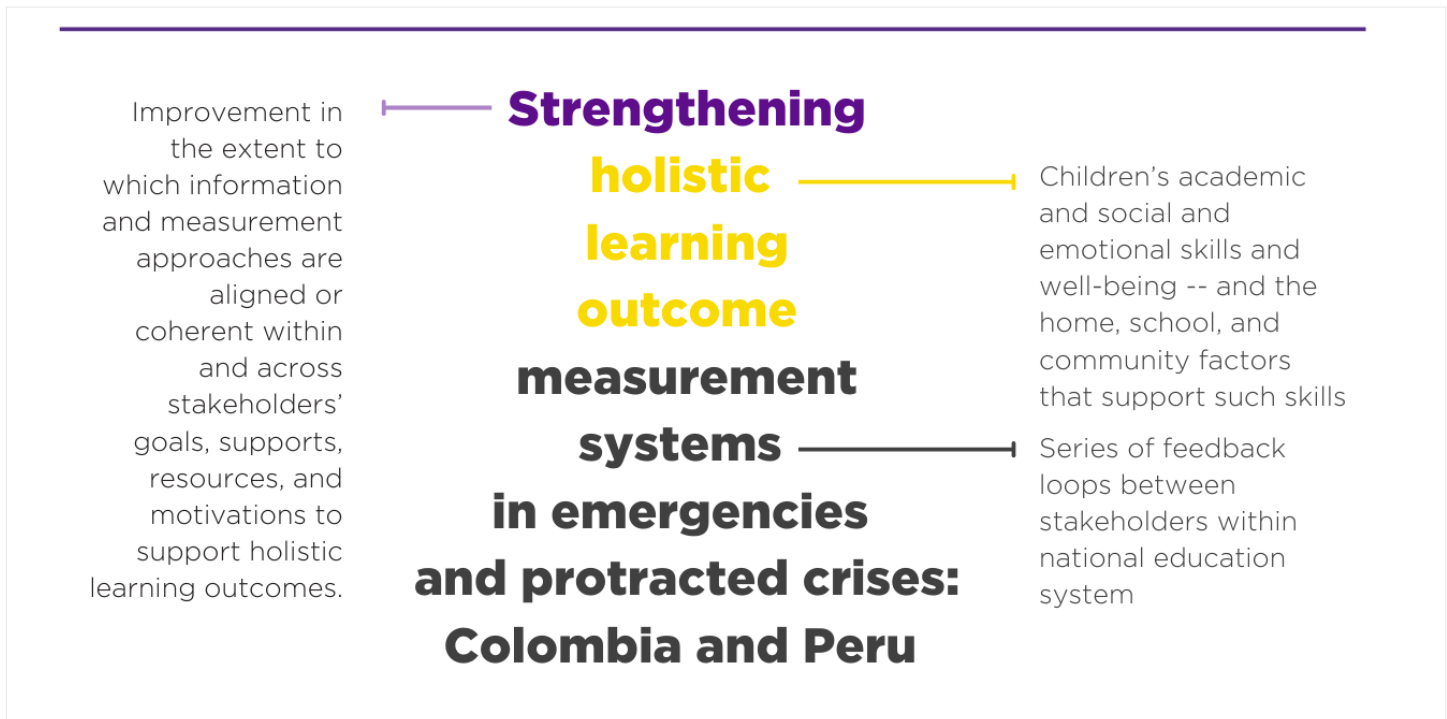 Improvement in
the extent to
which information
and measurement
approaches are
aligned or
coherent within
and across
stakeholders’
goals, supports,
resources, and
motivations to
support holistic
learning outcomes.
Strengthening
holistic
learning
outcome
measurement
systems
in emergencies
and protracted crises:
Colombia and Peru
Children’s academic
and social and
emotional skills and
well-being -- and the
home, school, and
community factors
that support such skills
Series of feedback
loops between
stakeholders within
national education
system